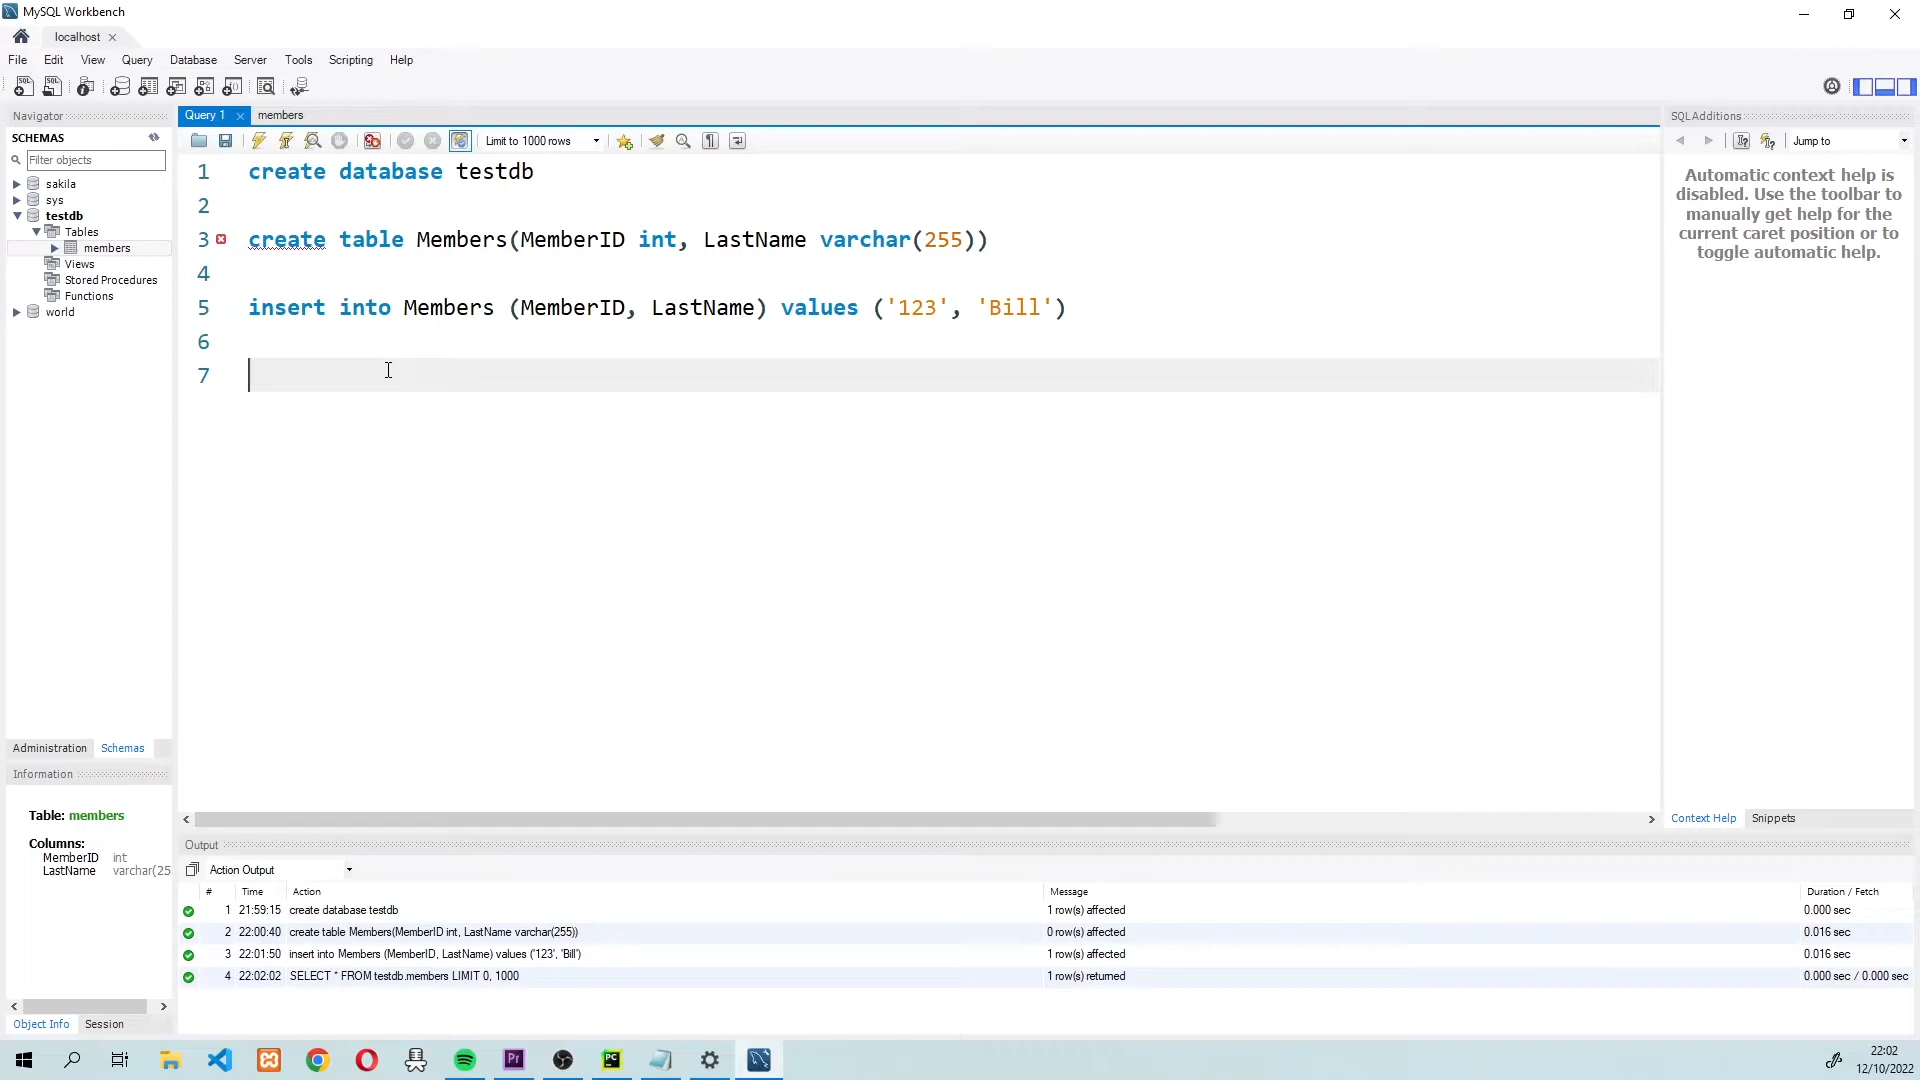 MySQL Workbench
localhost
File Edit View Query Database Server Tools Scripting Help
Navigator
SCHEMAS
Filter objects
sakila
sys
testdb
Tables
members
Views
Stored Procedures
Functions
world
Administration Schemas
Information
Table: members
Columns:
MemberID int
LastName varchar(25
Object Info Session
Query 1 members
Limit to 1000 rows
1 create database testdb
2
3 create table Members(MemberID int, LastName varchar(255))
4
5 insert into Members (MemberID, LastName) values ('123', 'Bill')
6
7
SQLAdditions
Jump to
Automatic context help is
disabled. Use the toolbar to
manually get help for the
current caret position or to
toggle automatic help.
Context Help Snippets
Output
Action Output
# Time Action Message Duration / Fetch
1 21:59:15 create database testdb 1 row(s) affected 0.000 sec
2 22:00:40 create table Members(MemberID int, LastName varchar(255)) 0 row(s) affected 0.016 sec
3 22:01:50 insert into Members (MemberID, LastName) values ('123', 'Bill') 1 row(s) affected 0.016 sec
4 22:02:02 SELECT * FROM testdb.members LIMIT 0, 1000 1 row(s) returned 0.000 sec / 0.000 sec
Pr
PC
22:02
12/10/2022